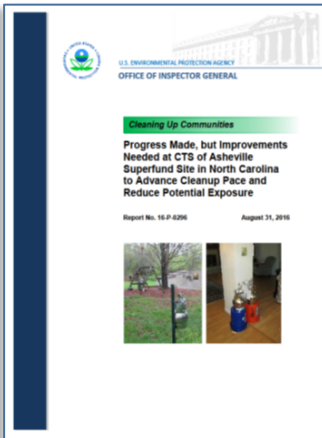 U.S. ENVIRONMENTAL PROTECTION AGENCY
OFFICE OF INSPECTOR GENERAL
Cleaning Up Communities
Progress Made, but Improvements
Needed at CTS of Asheville
Superfund Site in North Carolina
to Advance Cleanup Pace and
Reduce Potential Exposure
Report No. 16-P-0296 August 31, 2016